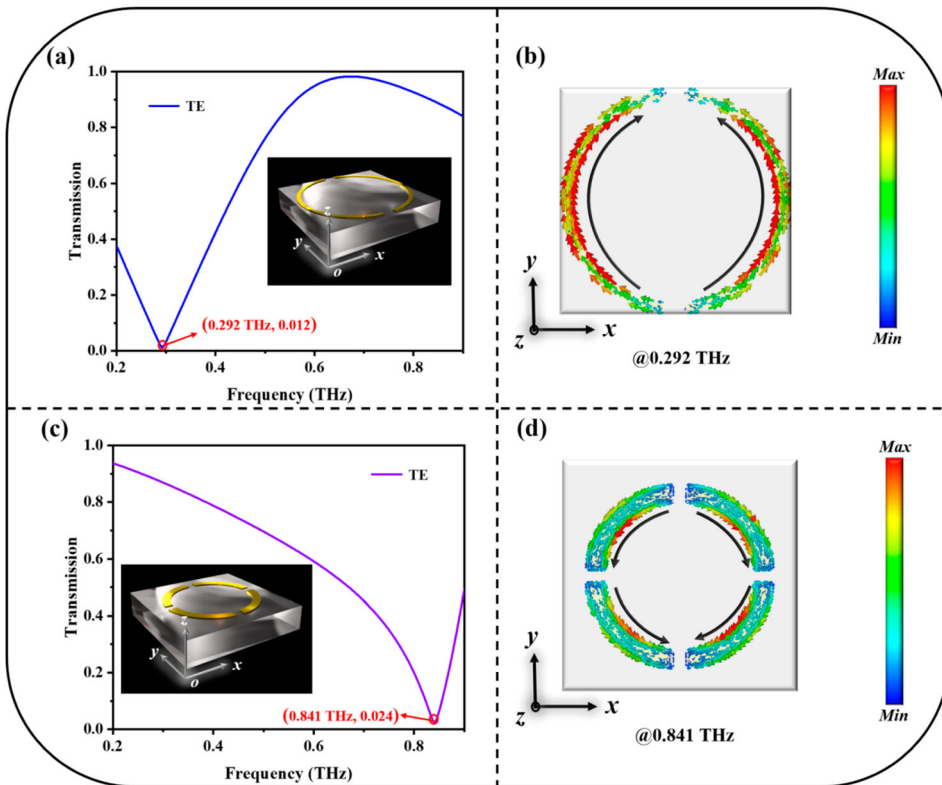 (a)
1.0
0.8
0.6
0.4
0.2
0.0
Transmission
TE
z
y
x
o
(0.292 THz, 0.012)
0.2
0.4
0.6
0.8
Frequency (THz)
(b)
Max
Min
y
z
x
@0.292 THz
(c)
1.0
0.8
0.6
0.4
0.2
0.0
Transmission
TE
z
y
x
o
(0.841 THz, 0.024)
0.2
0.4
0.6
0.8
Frequency (THz)
(d)
Max
Min
y
z
x
@0.841 THz